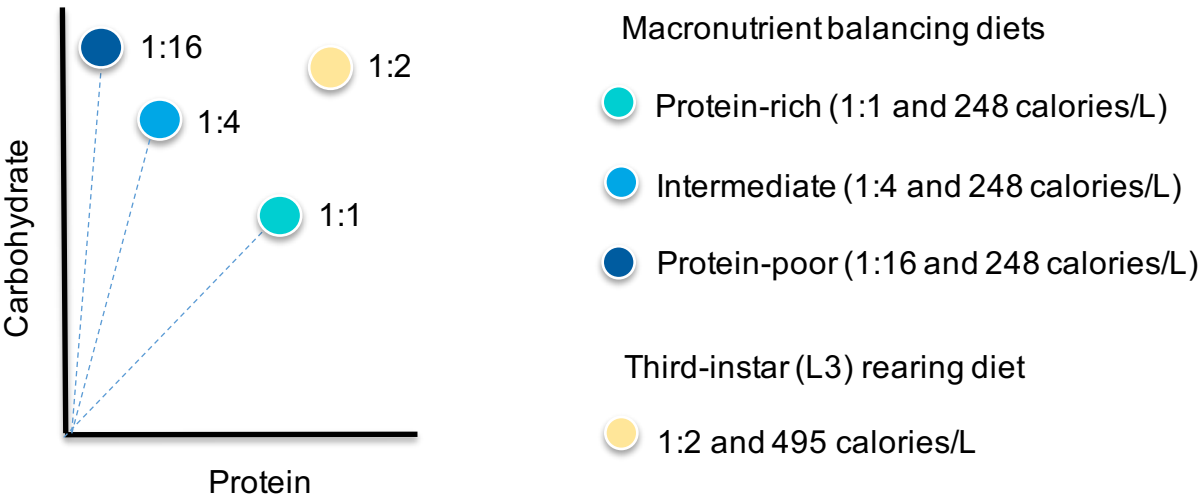 Carbohydrate
1:16
1:2
1:4
1:1
Protein
Macronutrient balancing diets
Protein-rich (1:1 and 248 calories/L)
Intermediate (1:4 and 248 calories/L)
Protein-poor (1:16 and 248 calories/L)
Third-instar (L3) rearing diet
1:2 and 495 calories/L